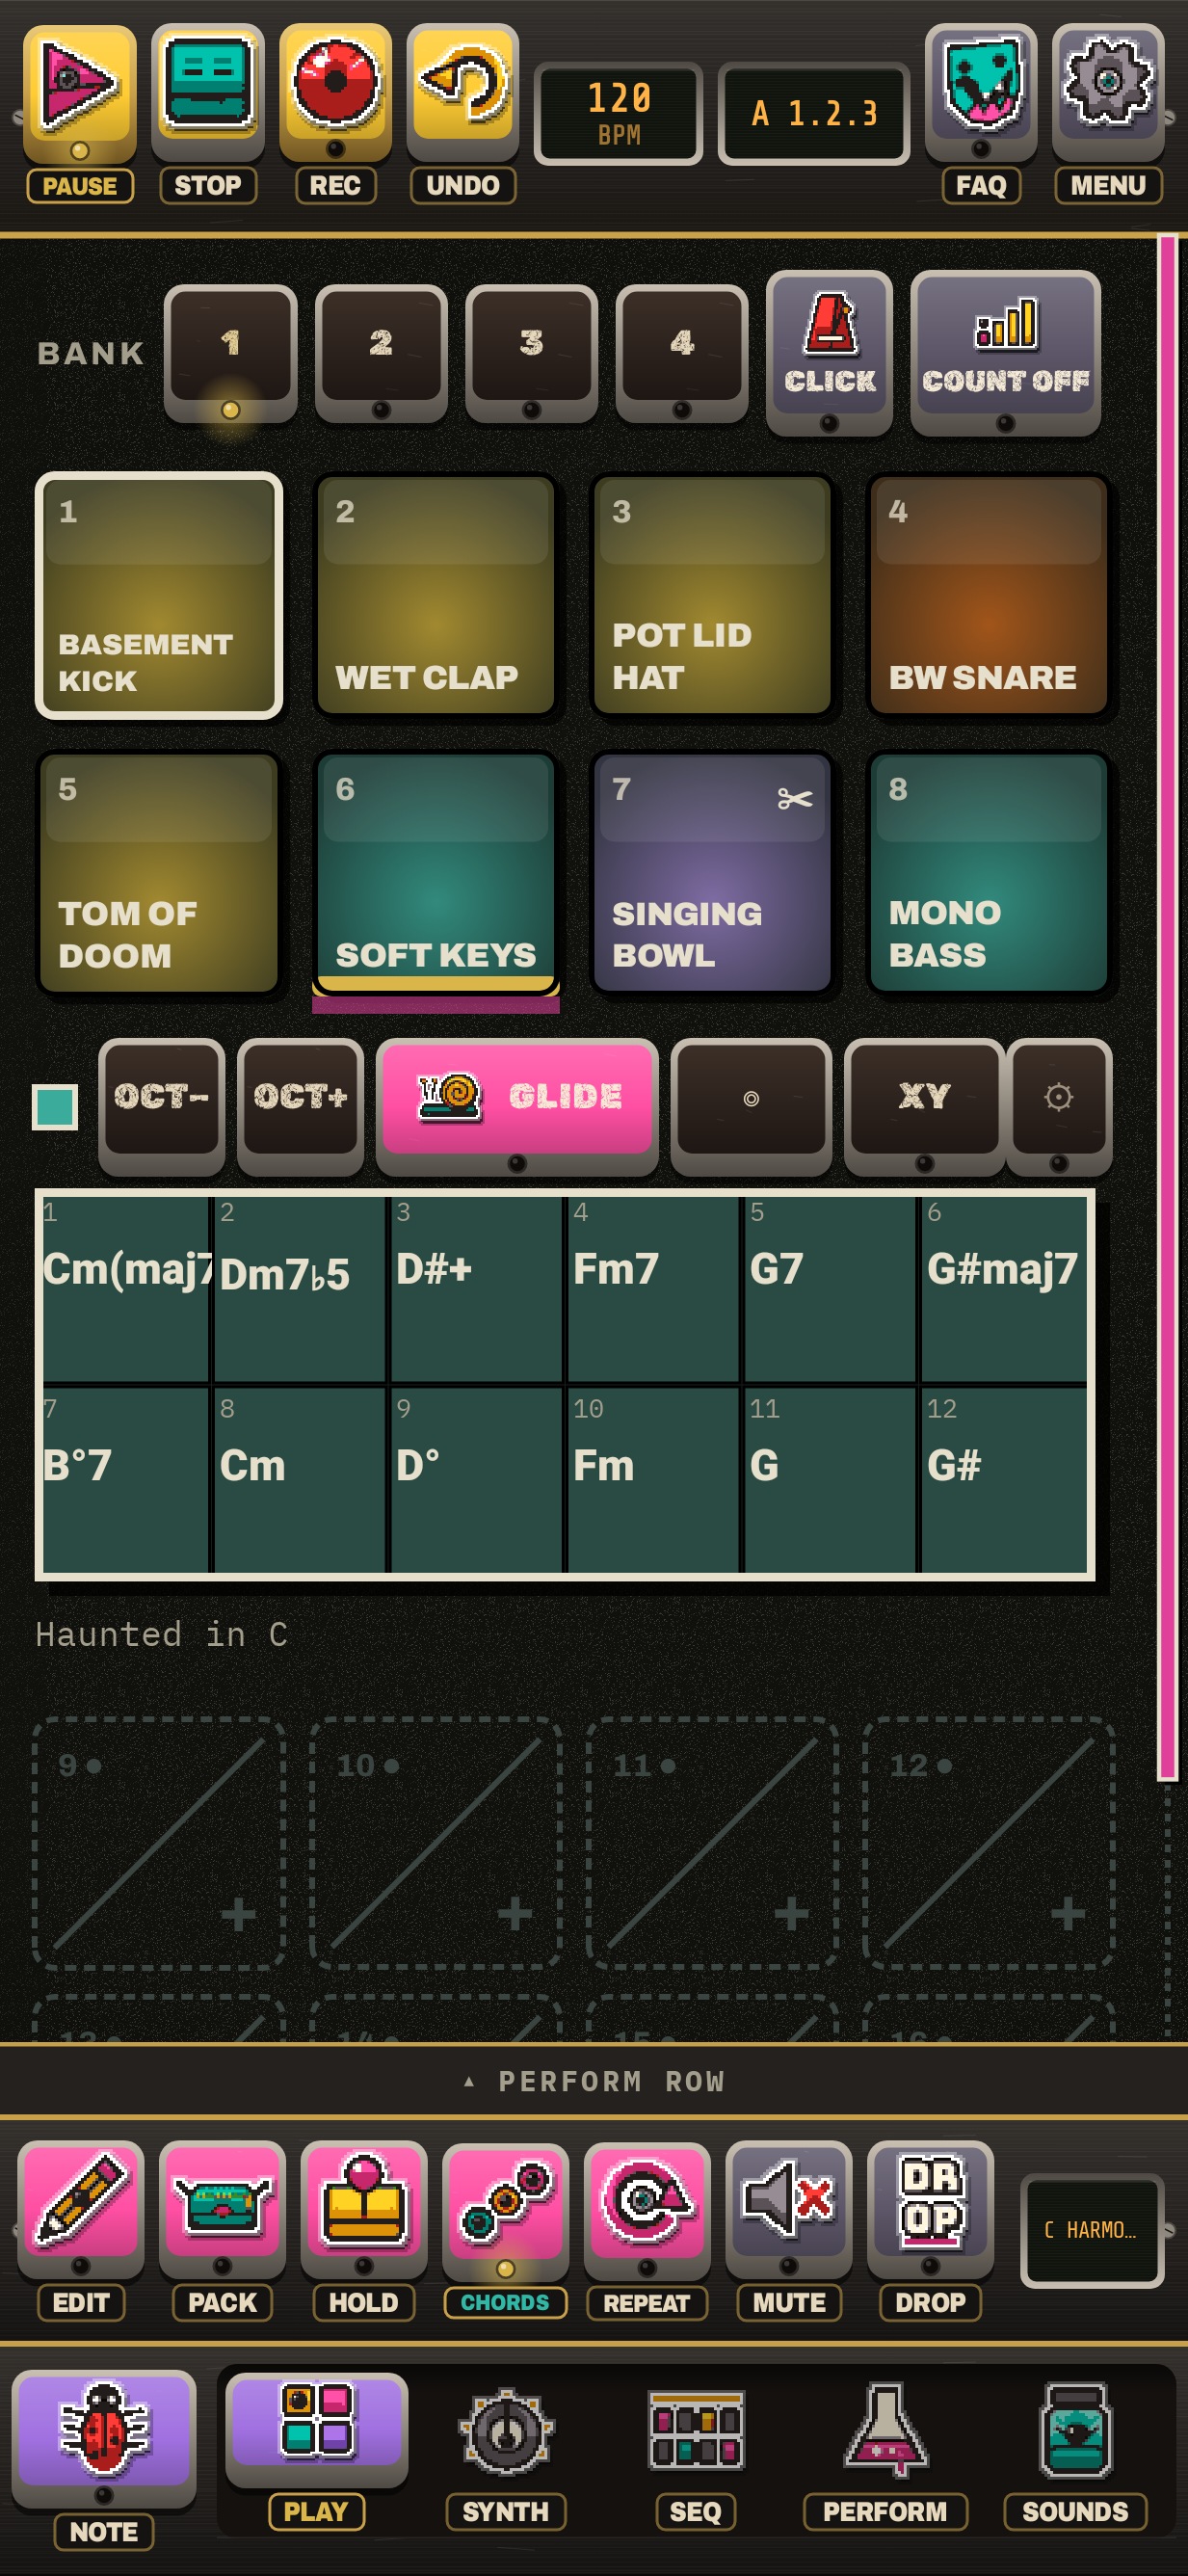 120
BPM
A 1.2.3
PAUSE
STOP
REC
UNDO
FAQ
MENU
BANK
1
2
3
4
CLICK
COUNT OFF
1
BASEMENT
KICK
2
WET CLAP
3
POT LID
HAT
4
BW SNARE
5
TOM OF
DOOM
6
SOFT KEYS
7
SINGING
BOWL
8
MONO
BASS
OCT-
OCT+
GLIDE
XY
1
Cm(maj7
2
Dm7♭5
3
D#+
4
Fm7
5
G7
6
G#maj7
7
B°7
8
Cm
9
D°
10
Fm
11
G
12
G#
Haunted in C
9
10
11
12
13
14
15
16
▲ PERFORM ROW
DR
OP
C HARMO…
EDIT
PACK
HOLD
CHORDS
REPEAT
MUTE
DROP
NOTE
PLAY
SYNTH
SEQ
PERFORM
SOUNDS